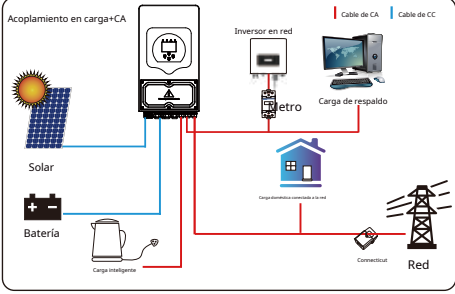 Acoplamiento en carga+CA
Cable de CA
Cable de CC
Inversor en red
Metro
Carga de respaldo
Solar
Carga doméstica conectada a la red
Batería
Carga inteligente
Connecticut
Red